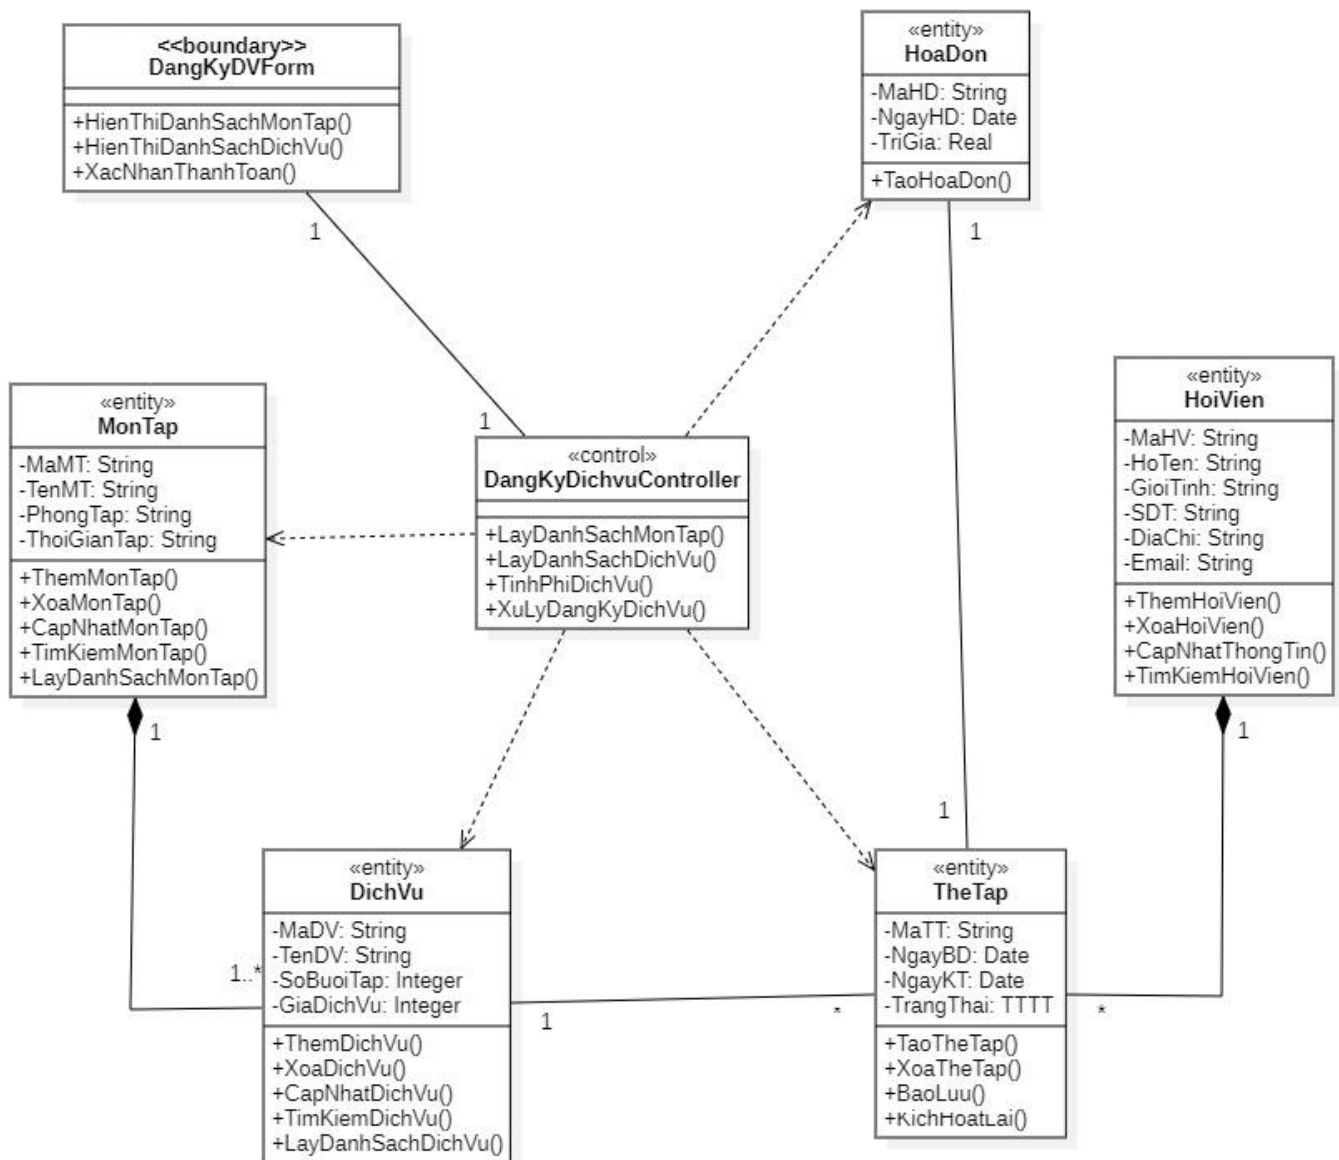 <<boundary>>
DangKyDVForm
+HienThiDanhSachMonTap()
+HienThiDanhSachDichVu()
+XacNhanThanhToan()
1
«entity»
HoaDon
-MaHD: String
-NgayHD: Date
-TriGia: Real
+TaoHoaDon()
1
«entity»
MonTap
-MaMT: String
-TenMT: String
-PhongTap: String
-ThoiGianTap: String
+ThemMonTap()
+XoaMonTap()
+CapNhatMonTap()
+TimKiemMonTap()
+LayDanhSachMonTap()
1
1
«control»
DangKyDichvuController
+LayDanhSachMonTap()
+LayDanhSachDichVu()
+TinhPhiDichVu()
+XuLyDangKyDichVu()
«entity»
HoiVien
-MaHV: String
-HoTen: String
-GioiTinh: String
-SDT: String
-DiaChi: String
-Email: String
+ThemHoiVien()
+XoaHoiVien()
+CapNhatThongTin()
+TimKiemHoiVien()
1
1..*
«entity»
DichVu
-MaDV: String
-TenDV: String
-SoBuoiTap: Integer
-GiaDichVu: Integer
+ThemDichVu()
+XoaDichVu()
+CapNhatDichVu()
+TimKiemDichVu()
+LayDanhSachDichVu()
1
*
1
«entity»
TheTap
-MaTT: String
-NgayBD: Date
-NgayKT: Date
-TrangThai: TTTT
+TaoTheTap()
+XoaTheTap()
+BaoLuu()
+KichHoatLai()
*